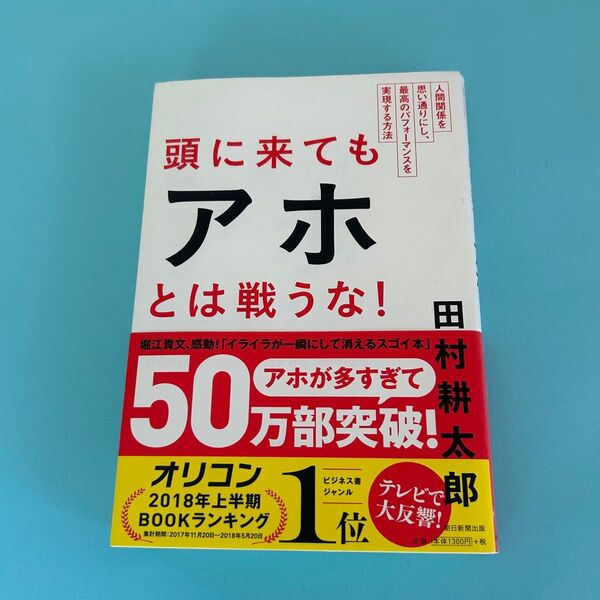 人間関係を
思い通りにし、
最高のパフォーマンスを
実現する方法
頭に来ても
アホ
とは戦うな!
田村耕太郎
堀江貴文、感動!「イライラが一瞬にして消えるスゴイ本」
アホが多すぎて
50万部突破!
オリコン
2018年上半期
BOOKランキング
集計期間:2017年11月20日〜2018年5月20日
ビジネス書
ジャンル
1位
テレビで
大反響!
朝日新聞出版
定価 本体1300円+税